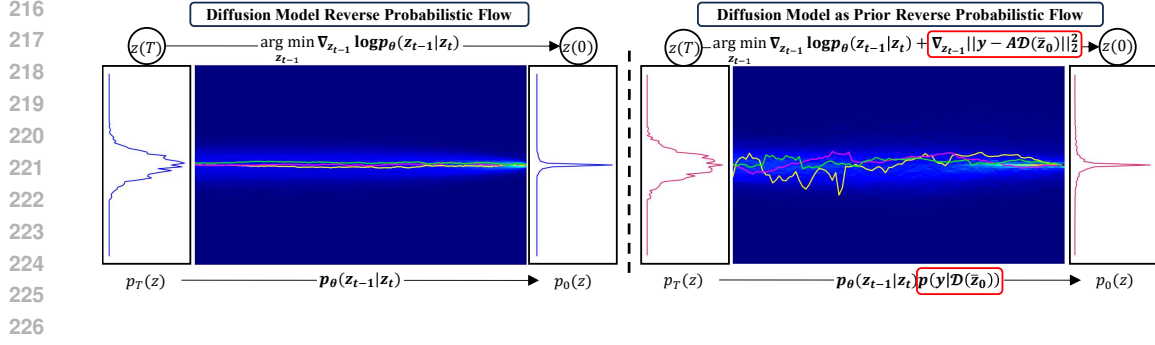 216
217
218
219
220
221
222
223
224
225
226
Diffusion Model Reverse Probabilistic Flow
z(T)
arg min ∇_{z_{t-1}} log p_θ(z_{t-1}|z_t)
z_{t-1}
z(0)
p_T(z)
p_θ(z_{t-1}|z_t)
p_0(z)
Diffusion Model as Prior Reverse Probabilistic Flow
z(T)
arg min ∇_{z_{t-1}} log p_θ(z_{t-1}|z_t) + ∇_{z_{t-1}} ||y − A𝒟(z̄_0)||_2^2
z_{t-1}
z(0)
p_T(z)
p_θ(z_{t-1}|z_t) p(y|𝒟(z̄_0))
p_0(z)